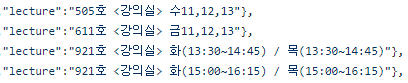 "lecture":"505호 <강의실> 수11,12,13"},
"lecture":"611호 <강의실> 금11,12,13"},
"lecture":"921호 <강의실> 화(13:30~14:45) / 목(13:30~14:45)"},
"lecture":"921호 <강의실> 화(15:00~16:15) / 목(15:00~16:15)"},